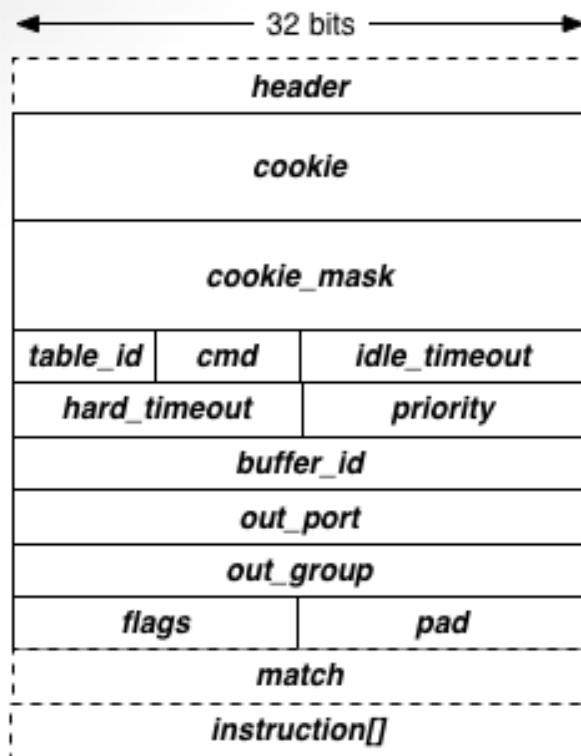 32 bits
header
cookie
cookie_mask
table_id cmd idle_timeout
hard_timeout priority
buffer_id
out_port
out_group
flags pad
match
instruction[]